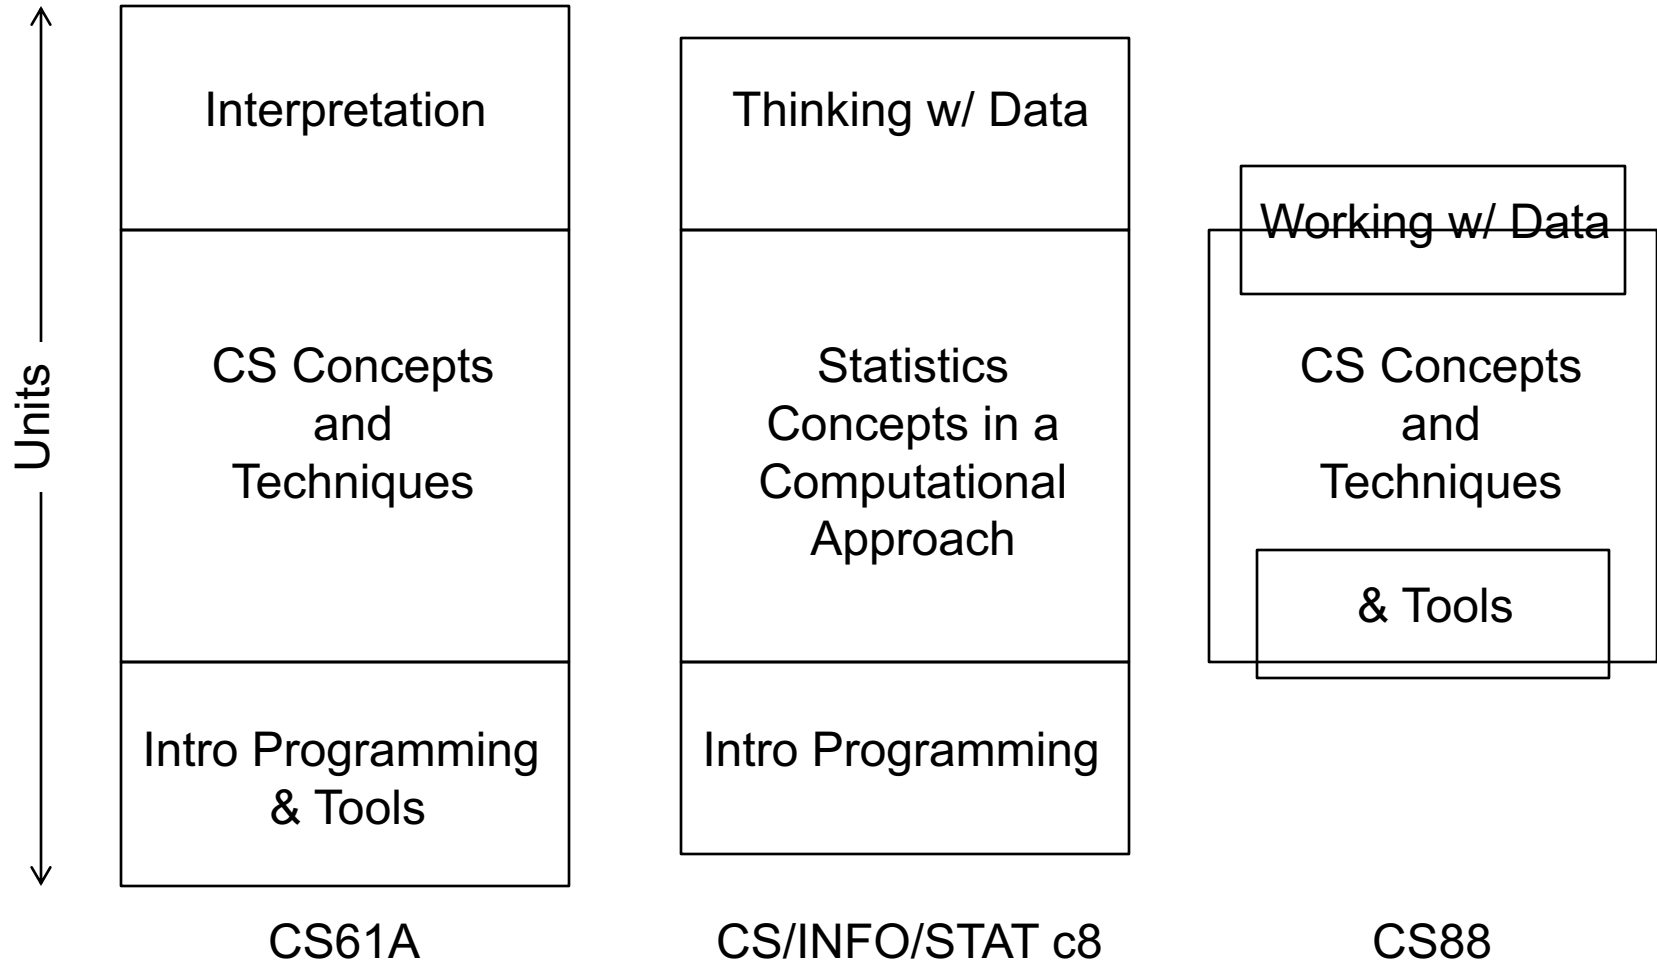 Units
Interpretation
CS Concepts
and
Techniques
Intro Programming
& Tools
CS61A
Thinking w/ Data
Statistics
Concepts in a
Computational
Approach
Intro Programming
CS/INFO/STAT c8
Working w/ Data
CS Concepts
and
Techniques
& Tools
CS88